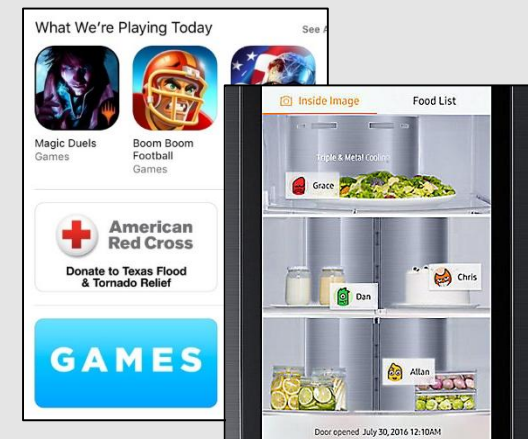 What We're Playing Today
See A
Magic Duels
Games
Boom Boom
Football
Games
American
Red Cross
Donate to Texas Flood
& Tornado Relief
GAMES
Inside Image
Food List
Triple & Metal Cooling
Grace
Chris
Dan
Allan
Door opened July 30, 2016 12:10AM